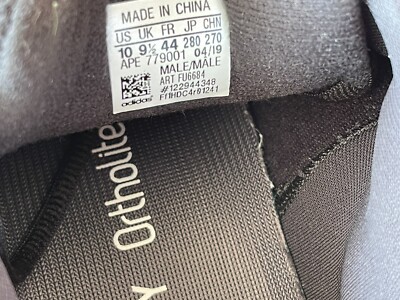 MADE IN CHINA
US UK FR JP CHN
10 9½ 44 280 270
APE 779001 04/19
MALE/MÂLE
ART FU6684
#122944348
adidas
Ortholite
Y